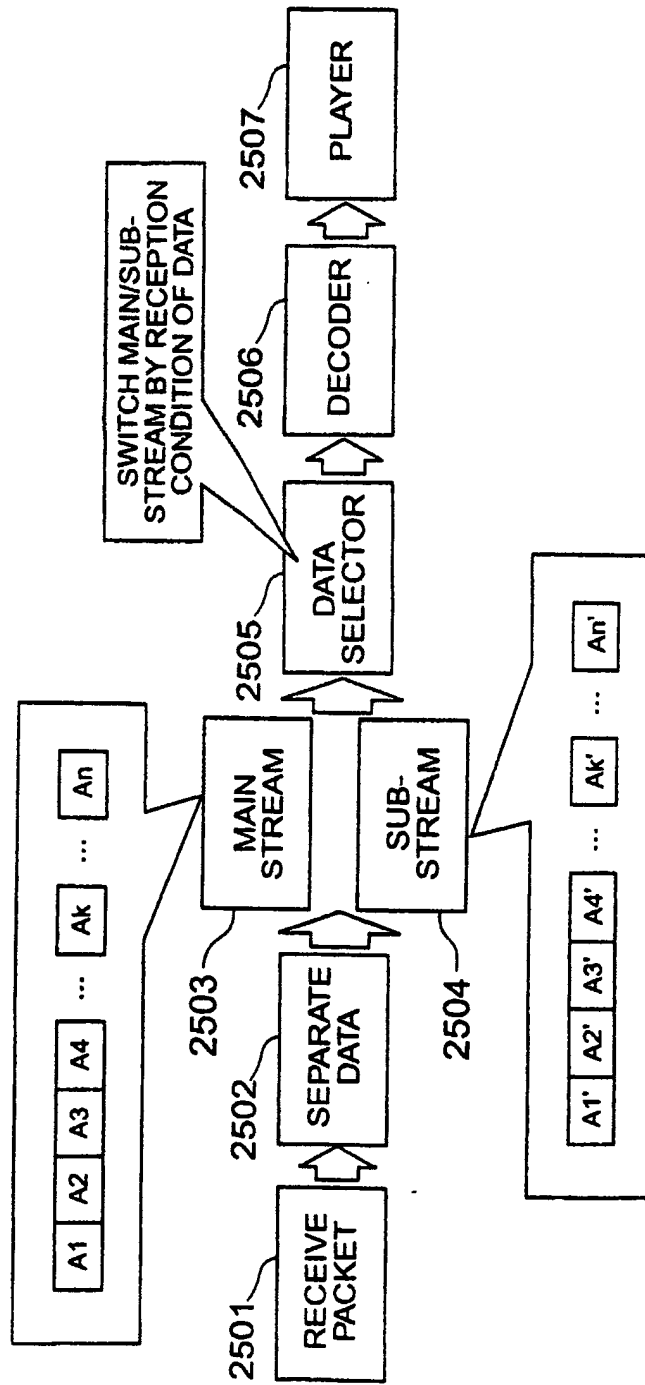 SWITCH MAIN/SUB-
STREAM BY RECEPTION
CONDITION OF DATA
A1 A2 A3 A4 ... Ak ... An
2503
MAIN
STREAM
2501
RECEIVE
PACKET
2502
SEPARATE
DATA
2505
DATA
SELECTOR
2506
DECODER
2507
PLAYER
2504
SUB-
STREAM
A1' A2' A3' A4' ... Ak' ... An'